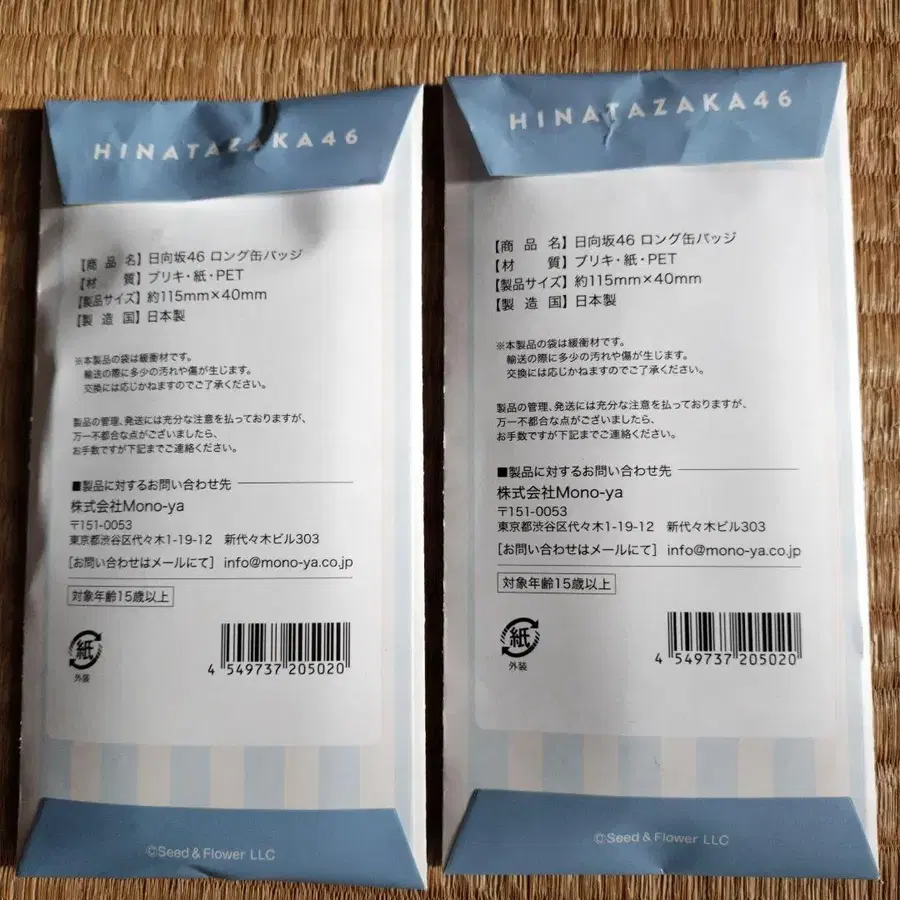 HINATAZAKA46
【商品名】日向坂46 ロング缶バッジ
【材質】ブリキ・紙・PET
【製品サイズ】約115mm×40mm
【製造国】日本製
※本製品の袋は緩衝材です。
輸送の際に多少の汚れや傷が生じます。
交換には応じかねますのでご了承ください。
製品の管理、発送には充分な注意を払っておりますが、
万一不都合な点がございましたら、
お手数ですが下記までご連絡ください。
■製品に対するお問い合わせ先
株式会社Mono-ya
〒151-0053
東京都渋谷区代々木1-19-12 新代々木ビル303
[お問い合わせはメールにて] info@mono-ya.co.jp
対象年齢15歳以上
紙
外装
4 549737 205020
©Seed & Flower LLC
HINATAZAKA46
【商品名】日向坂46 ロング缶バッジ
【材質】ブリキ・紙・PET
【製品サイズ】約115mm×40mm
【製造国】日本製
※本製品の袋は緩衝材です。
輸送の際に多少の汚れや傷が生じます。
交換には応じかねますのでご了承ください。
製品の管理、発送には充分な注意を払っておりますが、
万一不都合な点がございましたら、
お手数ですが下記までご連絡ください。
■製品に対するお問い合わせ先
株式会社Mono-ya
〒151-0053
東京都渋谷区代々木1-19-12 新代々木ビル303
[お問い合わせはメールにて] info@mono-ya.co.jp
対象年齢15歳以上
紙
外装
4 549737 205020
©Seed & Flower LLC